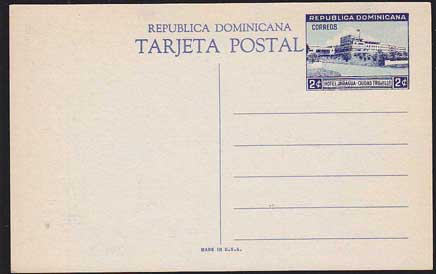 REPUBLICA DOMINICANA
TARJETA POSTAL
REPUBLICA DOMINICANA
CORREOS
2¢ HOTEL JARAGUA-CIUDAD TRUJILLO 2¢
MADE IN U.S.A.